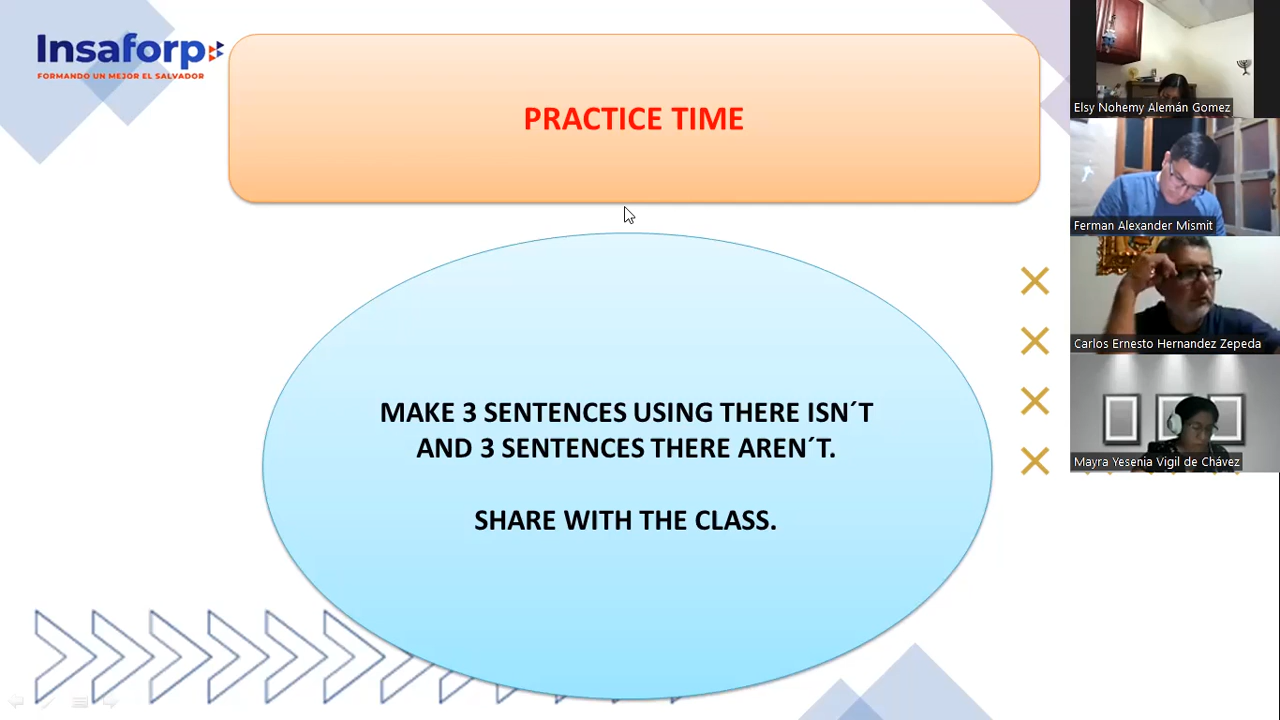 Insaforp
FORMANDO UN MEJOR EL SALVADOR
PRACTICE TIME
MAKE 3 SENTENCES USING THERE ISN´T
AND 3 SENTENCES THERE AREN´T.
SHARE WITH THE CLASS.
Elsy Nohemy Alemán Gomez
Ferman Alexander Mismit
Carlos Ernesto Hernandez Zepeda
Mayra Yesenia Vigil de Chávez